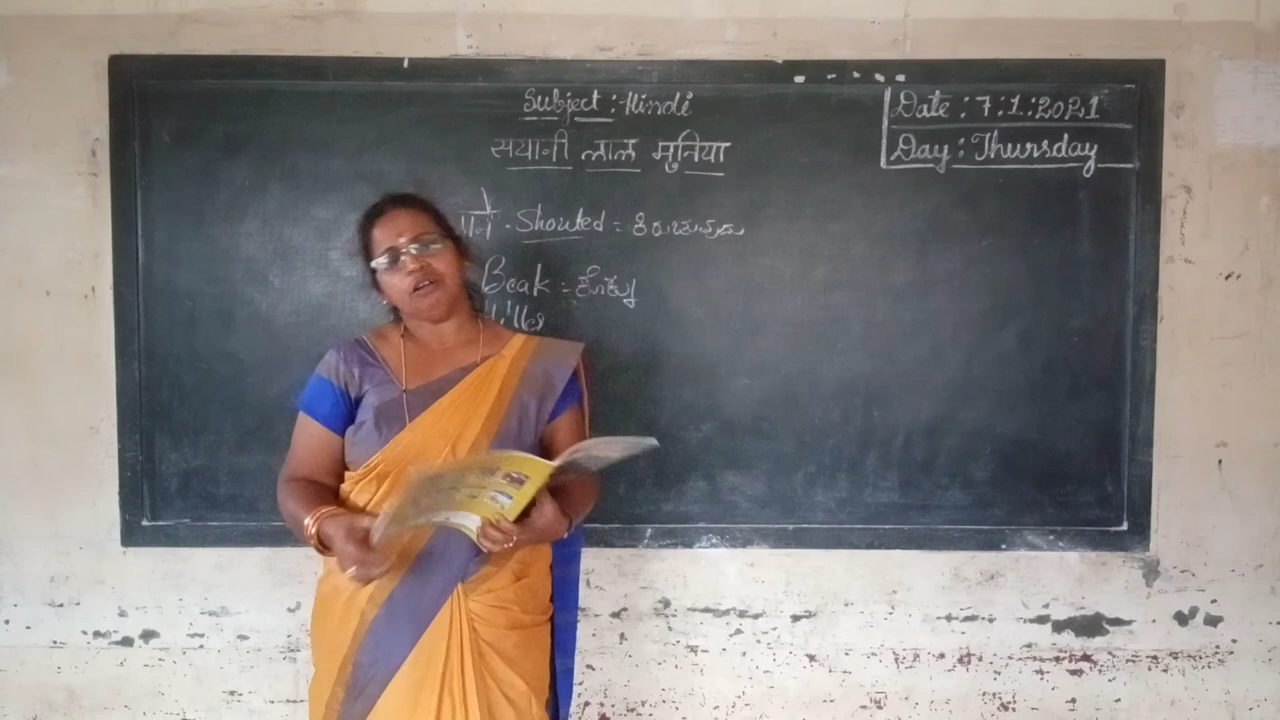 Subject : Hindi
Date : 7:1:2021
Day : Thursday
सयानी लाल मुनिया
Shouted = ಕಿರುಚುವುದು
Beak = ಕೊಕ್ಕು